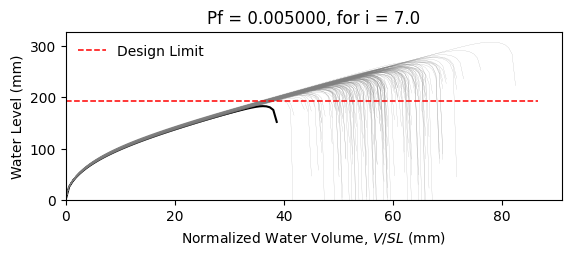 Pf = 0.005000, for i = 7.0
Water Level (mm)
300
200
100
0
Design Limit
0 20 40 60 80
Normalized Water Volume, V/SL (mm)